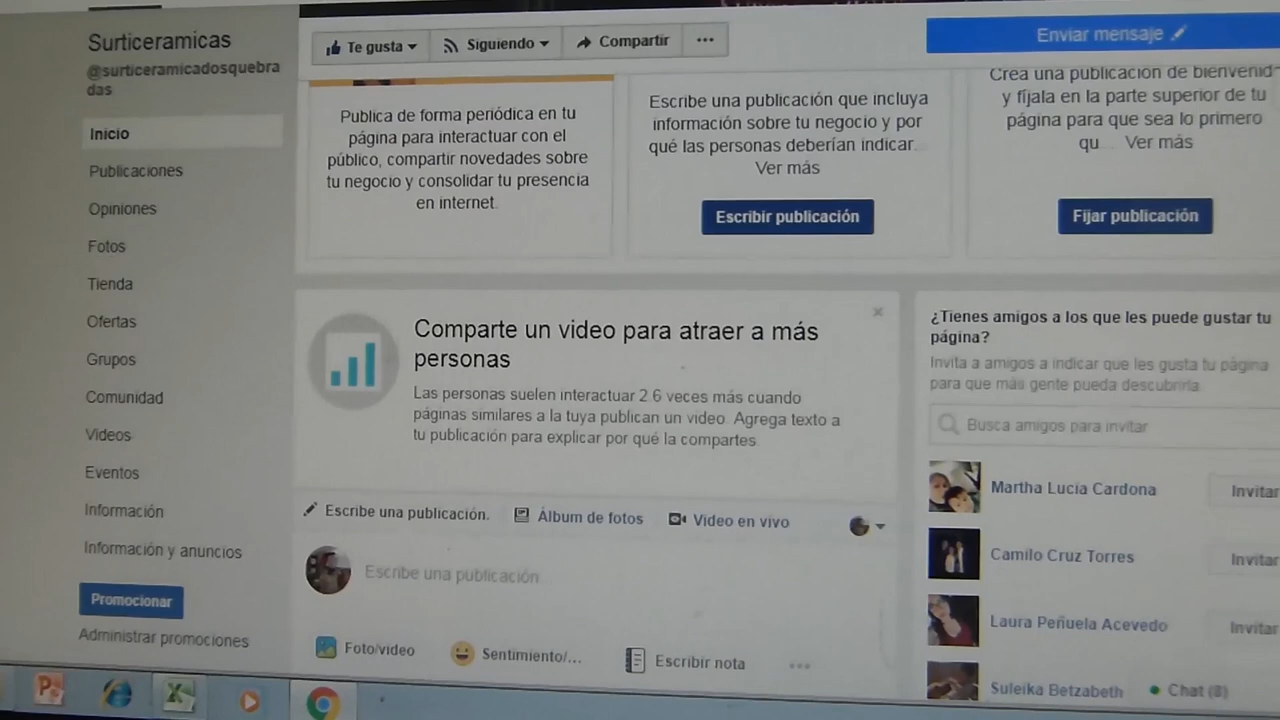 Surticeramicas
@surticeramicadosquebra
das
Inicio
Publicaciones
Opiniones
Fotos
Tienda
Ofertas
Grupos
Comunidad
Videos
Eventos
Información
Información y anuncios
Promocionar
Administrar promociones
Te gusta
Siguiendo
Compartir
Enviar mensaje
Publica de forma periódica en tu
página para interactuar con el
público, compartir novedades sobre
tu negocio y consolidar tu presencia
en internet.
Escribe una publicación que incluya
información sobre tu negocio y por
qué las personas deberían indicar.
Ver más
Escribir publicación
Crea una publicación de bienvenid
y fíjala en la parte superior de tu
página para que sea lo primero
qu... Ver más
Fijar publicación
Comparte un video para atraer a más
personas
Las personas suelen interactuar 2.6 veces más cuando
páginas similares a la tuya publican un video. Agrega texto a
tu publicación para explicar por qué la compartes.
Escribe una publicación.
Álbum de fotos
Video en vivo
Escribe una publicación.
Foto/video
Sentimiento/...
Escribir nota
¿Tienes amigos a los que les puede gustar tu
página?
Invita a amigos a indicar que les gusta tu página
para que más gente pueda descubrirla.
Busca amigos para invitar
Martha Lucia Cardona
Invitar
Camilo Cruz Torres
Invitar
Laura Peñuela Acevedo
Invitar
Suleika Betzabeth
Chat (8)